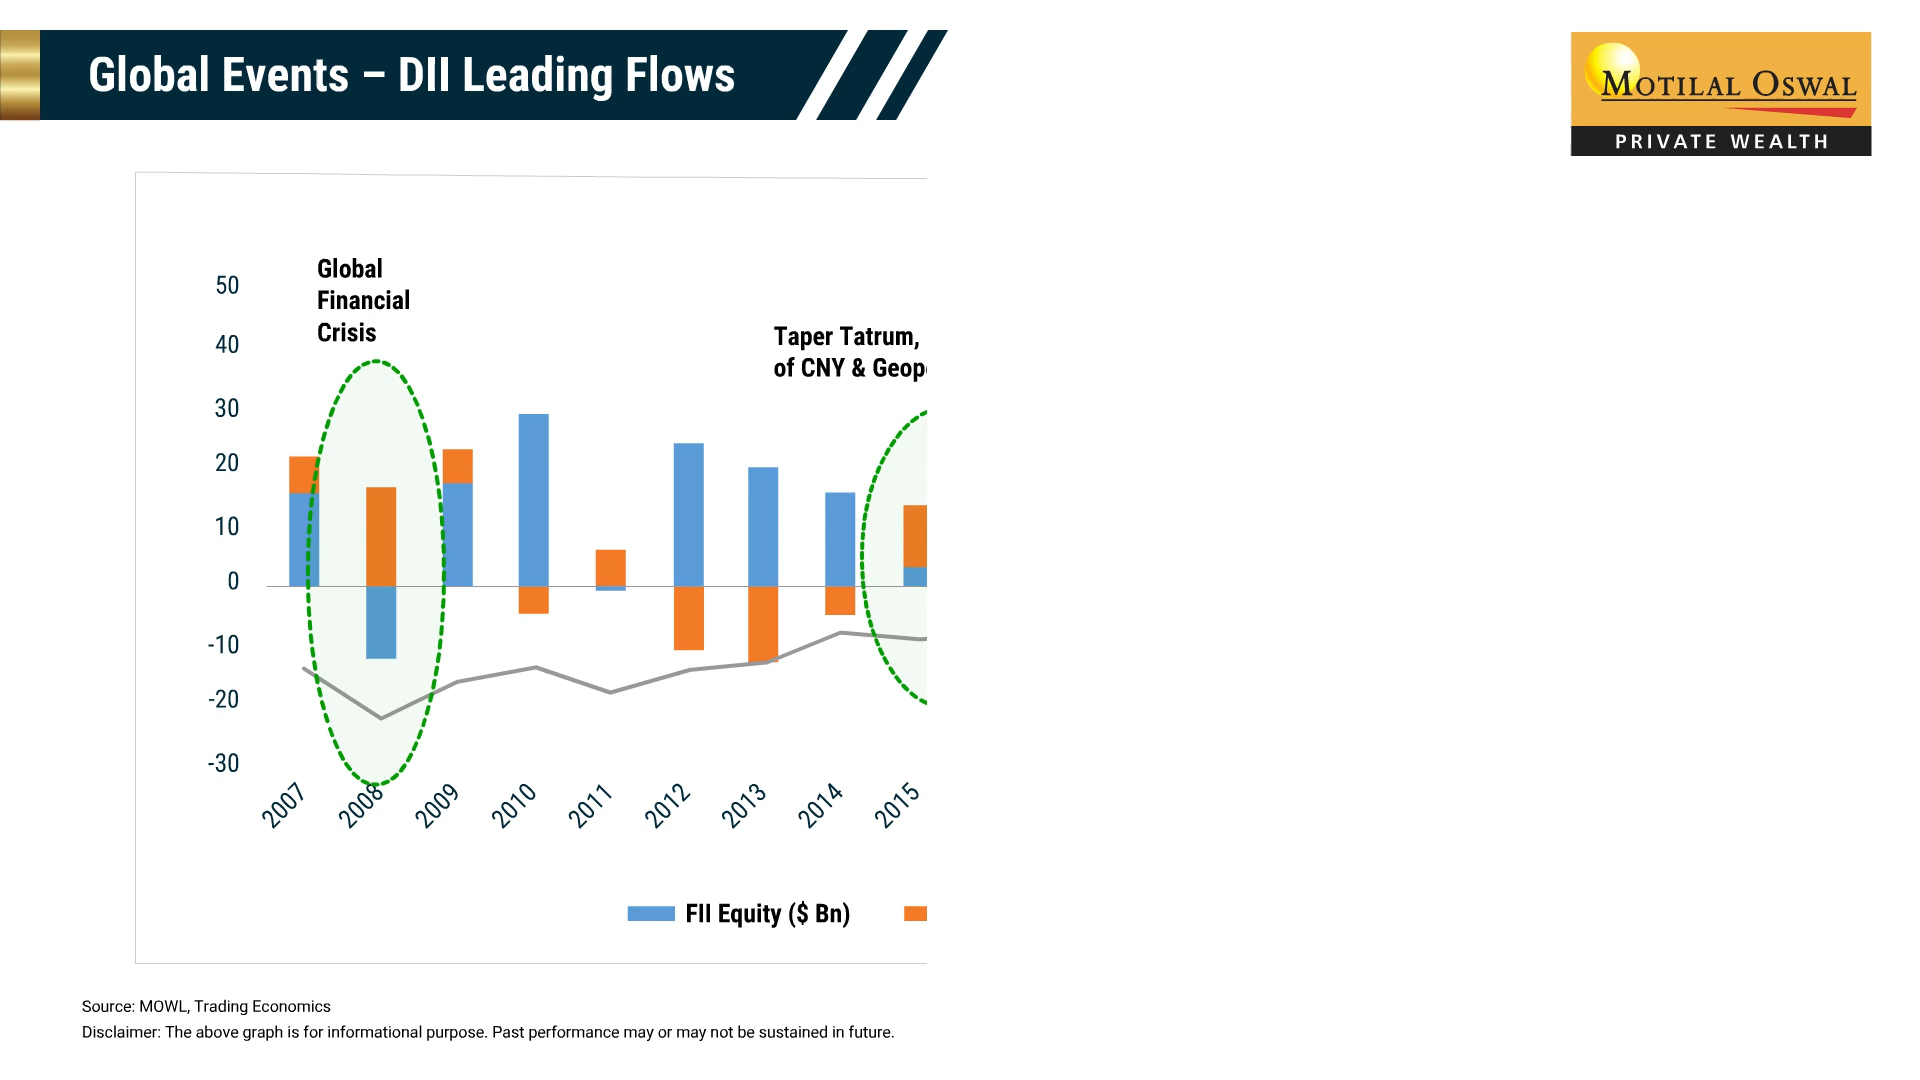 Global Events – DII Leading Flows
MOTILAL OSWAL
PRIVATE WEALTH
Global
Financial
Crisis
Taper Tatrum,
of CNY &
50
40
30
20
10
0
-10
-20
-30
2007
2008
2009
2010
2011
2012
2013
2014
2015
FII Equity ($ Bn)
Source: MOWL, Trading Economics
Disclaimer: The above graph is for informational purpose. Past performance may or may not be sustained in future.